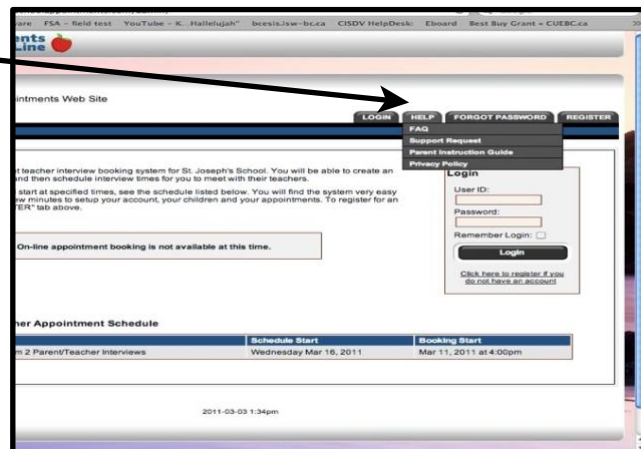 FSA - field test YouTube - K...Hallelujah" bcesis.isw-bc.ca CISDV HelpDesk: Eboard Best Buy Grant « CUEBC.ca
ents
Line
intments Web Site
LOGIN HELP FORGOT PASSWORD REGISTER
FAQ
Support Request
Parent Instruction Guide
Privacy Policy
t teacher interview booking system for St. Joseph's School. You will be able to create an
nd then schedule interview times for you to meet with their teachers.
start at specified times, see the schedule listed below. You will find the system very easy
ew minutes to setup your account, your children and your appointments. To register for an
TER" tab above.
Login
User ID:
Password:
Remember Login:
Login
Click here to register if you
do not have an account
On-line appointment booking is not available at this time.
her Appointment Schedule
Schedule Start Booking Start
m 2 Parent/Teacher Interviews Wednesday Mar 16, 2011 Mar 11, 2011 at 4:00pm
2011-03-03 1:34pm